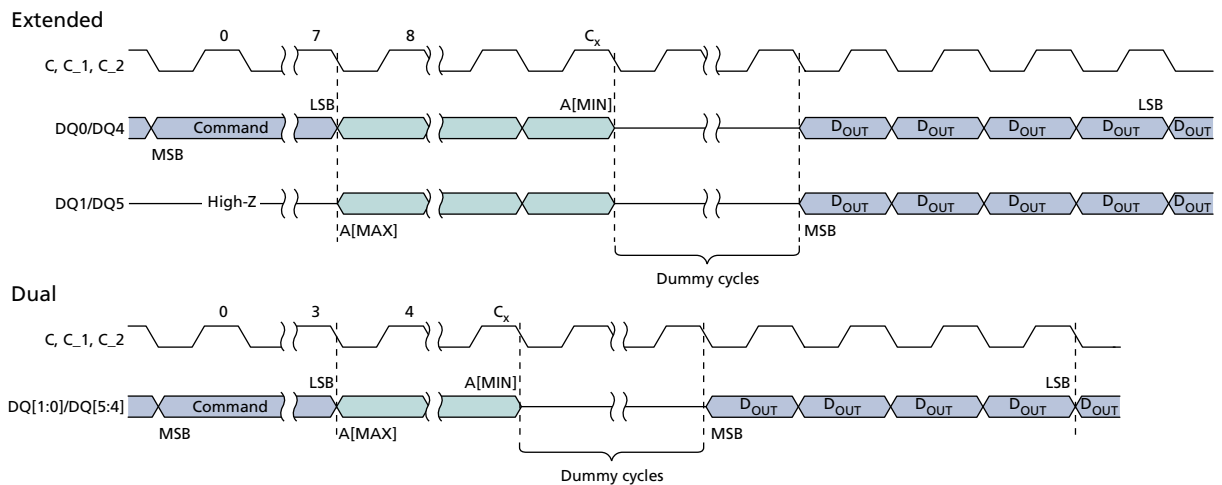 Extended
0 7 8 Cx
C, C_1, C_2
LSB A[MIN] LSB
DQ0/DQ4 Command DOUT DOUT DOUT DOUT DOUT
MSB
DQ1/DQ5 High-Z DOUT DOUT DOUT DOUT DOUT
A[MAX] MSB
Dummy cycles
Dual
0 3 4 Cx
C, C_1, C_2
LSB A[MIN] LSB
DQ[1:0]/DQ[5:4] Command DOUT DOUT DOUT DOUT DOUT
MSB A[MAX] MSB
Dummy cycles